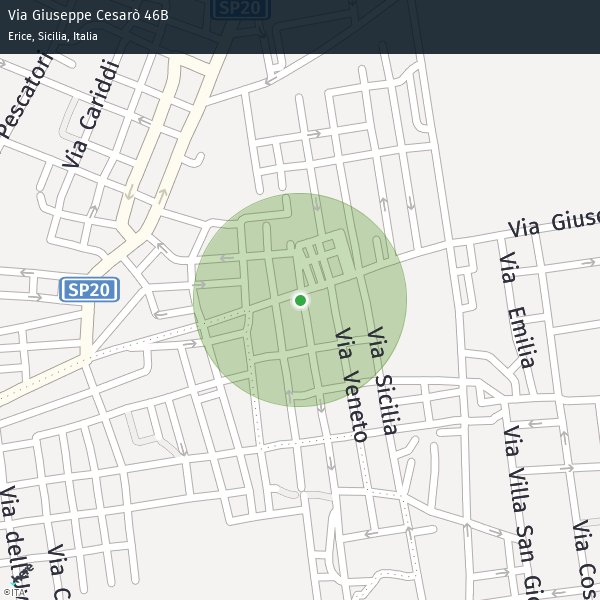 Via Giuseppe Cesarò 46B
Erice, Sicilia, Italia
SP20
Pescatori
Via Cariddi
Via Giuse
SP20
Via Emilia
Via Veneto
Via Sicilia
Via Villa San Gio
Via dell'U
Via C
Via Cos
©ITA